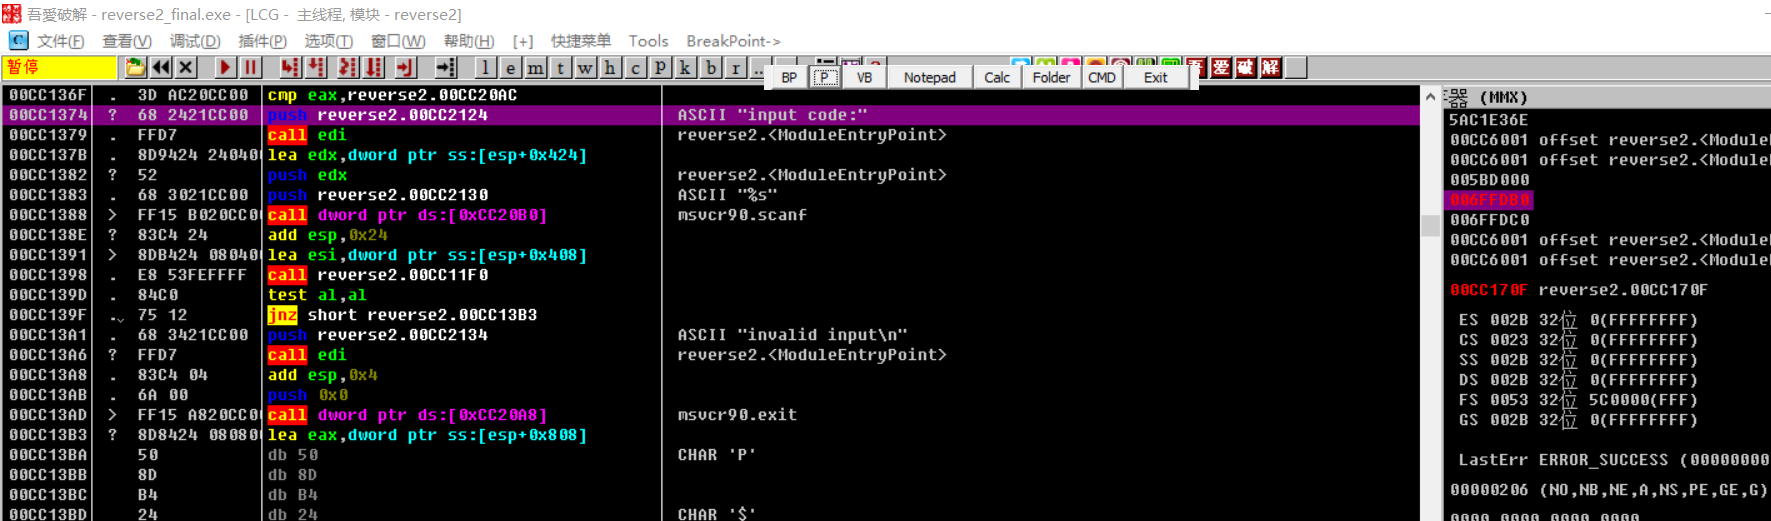 吾愛破解 - reverse2_final.exe - [LCG - 主线程, 模块 - reverse2]
文件(F) 查看(V) 调试(D) 插件(P) 选项(T) 窗口(W) 帮助(H) [+] 快捷菜单 Tools BreakPoint->
暂停 l e m t w h c p k b r ... 吾 爱 破 解
BP P VB Notepad Calc Folder CMD Exit
00CC136F . 3D AC20CC00 cmp eax,reverse2.00CC20AC
00CC1374 ? 68 2421CC00 push reverse2.00CC2124 ASCII "input code:"
00CC1379 . FFD7 call edi reverse2.<ModuleEntryPoint>
00CC137B . 8D9424 24040 lea edx,dword ptr ss:[esp+0x424]
00CC1382 ? 52 push edx reverse2.<ModuleEntryPoint>
00CC1383 . 68 3021CC00 push reverse2.00CC2130 ASCII "%s"
00CC1388 > FF15 B020CC0 call dword ptr ds:[0xCC20B0] msvcr90.scanf
00CC138E ? 83C4 24 add esp,0x24
00CC1391 > 8DB424 08040 lea esi,dword ptr ss:[esp+0x408]
00CC1398 . E8 53FEFFFF call reverse2.00CC11F0
00CC139D . 84C0 test al,al
00CC139F . 75 12 jnz short reverse2.00CC13B3
00CC13A1 . 68 3421CC00 push reverse2.00CC2134 ASCII "invalid input\n"
00CC13A6 ? FFD7 call edi reverse2.<ModuleEntryPoint>
00CC13A8 . 83C4 04 add esp,0x4
00CC13AB . 6A 00 push 0x0
00CC13AD > FF15 A820CC0 call dword ptr ds:[0xCC20A8] msvcr90.exit
00CC13B3 ? 8D8424 08080 lea eax,dword ptr ss:[esp+0x808]
00CC13BA 50 db 50 CHAR 'P'
00CC13BB 8D db 8D
00CC13BC B4 db B4
00CC13BD 24 db 24 CHAR '$'
器 (MMX)
5AC1E36E
00CC6001 offset reverse2.<Module
00CC6001 offset reverse2.<Module
005BD000
006FFDB0
006FFDC0
00CC6001 offset reverse2.<Module
00CC6001 offset reverse2.<Module
00CC170F reverse2.00CC170F
ES 002B 32位 0(FFFFFFFF)
CS 0023 32位 0(FFFFFFFF)
SS 002B 32位 0(FFFFFFFF)
DS 002B 32位 0(FFFFFFFF)
FS 0053 32位 5C0000(FFF)
GS 002B 32位 0(FFFFFFFF)
LastErr ERROR_SUCCESS (00000000
00000206 (NO,NB,NE,A,NS,PE,GE,G)